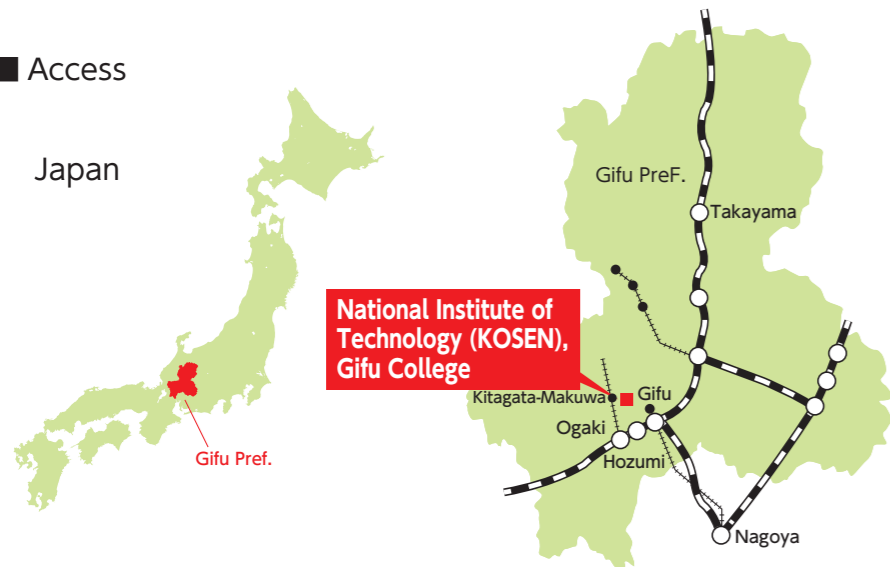 ■ Access
Japan
Gifu Pref.
Gifu PreF.
Takayama
National Institute of
Technology (KOSEN),
Gifu College
Kitagata-Makuwa
Gifu
Ogaki
Hozumi
Nagoya